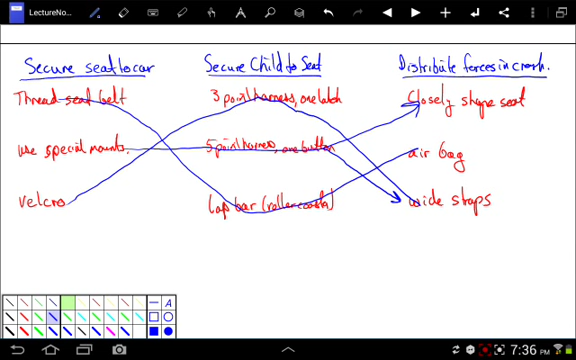 LectureNo...
Secure seat to car
Secure Child to Seat
Distribute forces in crash.
Thread seat belt
3 point harness, one latch
Closely shape seat
use special mounts
5 point harness, one button
air bag
velcro
lap bar (roller coaster)
wide straps
7:36 PM